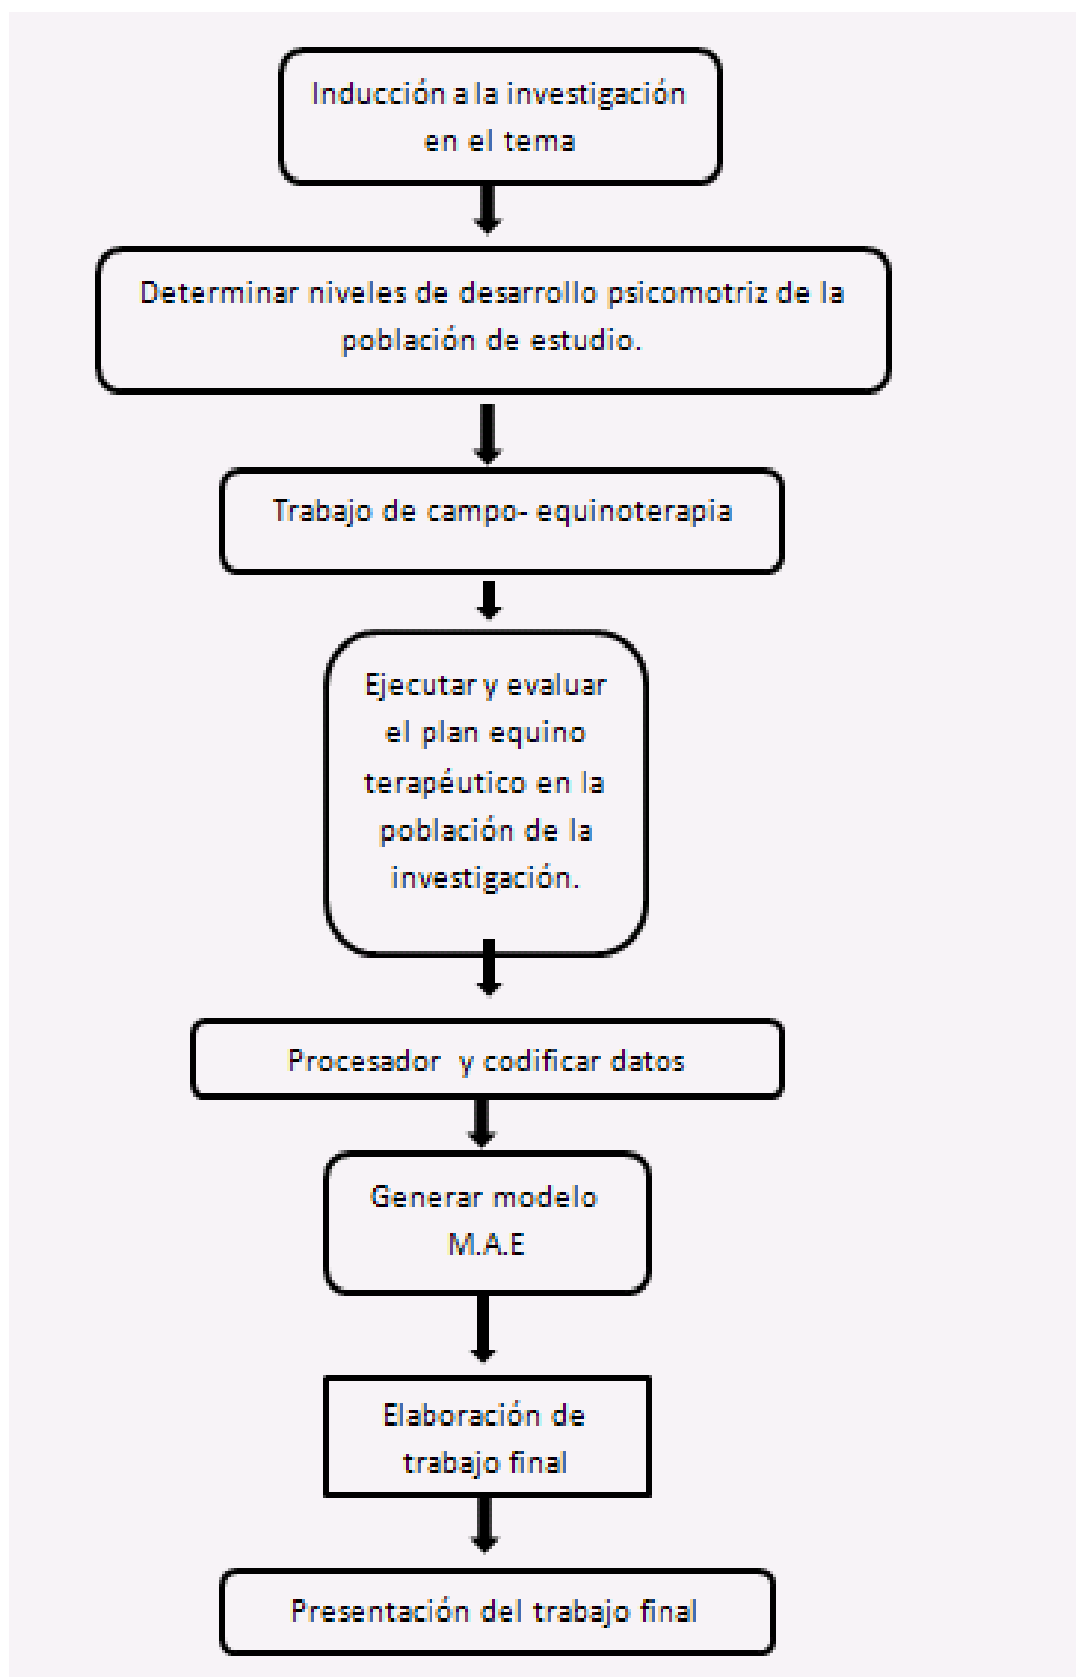 Inducción a la investigación
en el tema
Determinar niveles de desarrollo psicomotriz de la
población de estudio.
Trabajo de campo- equinoterapia
Ejecutar y evaluar
el plan equino
terapéutico en la
población de la
investigación.
Procesador y codificar datos
Generar modelo
M.A.E
Elaboración de
trabajo final
Presentación del trabajo final